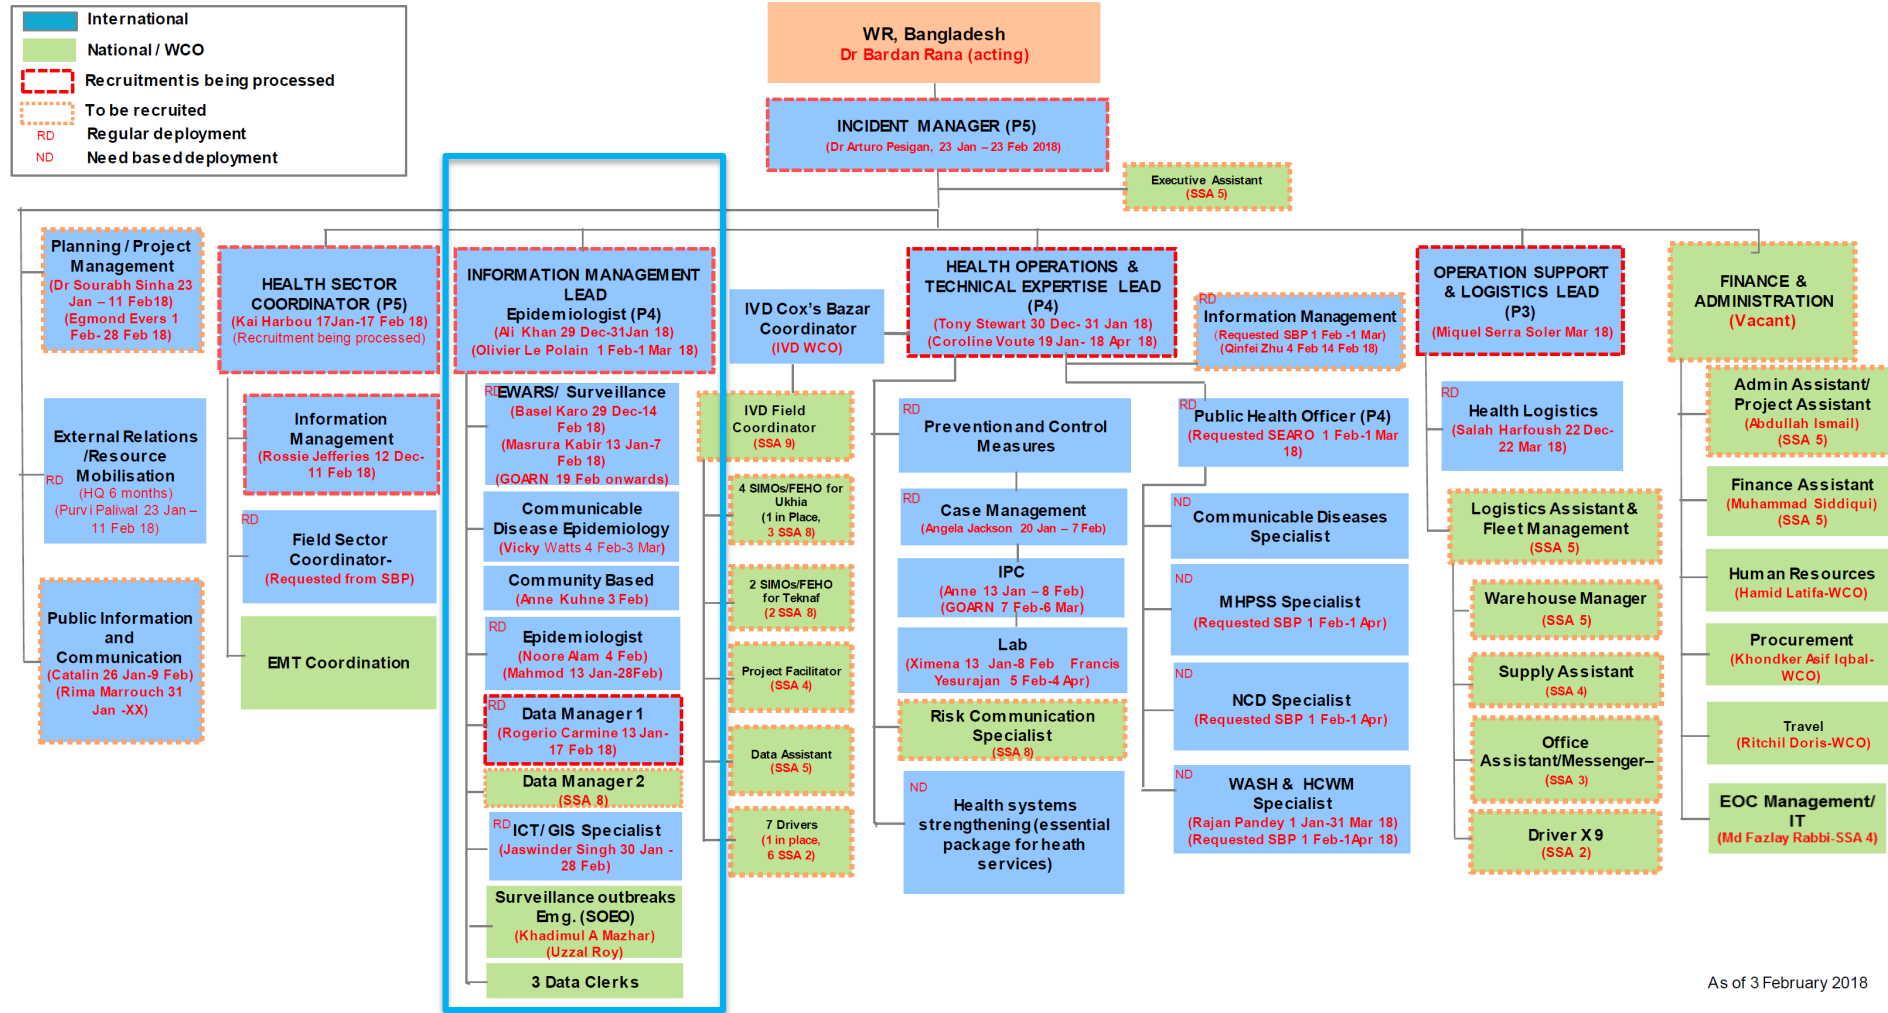 International
National / WCO
Recruitment is being processed
To be recruited
RD Regular deployment
ND Need based deployment
WR, Bangladesh
Dr Bardan Rana (acting)
INCIDENT MANAGER (P5)
(Dr Arturo Pesigan, 23 Jan – 23 Feb 2018)
Executive Assistant
(SSA 5)
Planning / Project
Management
(Dr Sourabh Sinha 23
Jan – 11 Feb18)
(Egmond Evers 1
Feb- 28 Feb 18)
External Relations
/Resource
Mobilisation
RD
(HQ 6 months)
(Purvi Paliwal 23 Jan –
11 Feb 18)
Public Information
and
Communication
(Catalin 26 Jan-9 Feb)
(Rima Marrouch 31
Jan -XX)
HEALTH SECTOR
COORDINATOR (P5)
(Kai Harbou 17Jan-17 Feb 18)
(Recruitment being processed)
Information
Management
(Rossie Jefferies 12 Dec-
11 Feb 18)
RD
Field Sector
Coordinator-
(Requested from SBP)
EMT Coordination
INFORMATION MANAGEMENT
LEAD
Epidemiologist (P4)
(Ali Khan 29 Dec-31Jan 18)
(Olivier Le Polain 1 Feb-1 Mar 18)
RD
EWARS/ Surveillance
(Basel Karo 29 Dec-14
Feb 18)
(Masrura Kabir 13 Jan-7
Feb 18)
(GOARN 19 Feb onwards)
Communicable
Disease Epidemiology
(Vicky Watts 4 Feb-3 Mar)
Community Based
(Anne Kuhne 3 Feb)
RD
Epidemiologist
(Noore Alam 4 Feb)
(Mahmod 13 Jan-28Feb)
RD
Data Manager 1
(Rogerio Carmine 13 Jan-
17 Feb 18)
Data Manager 2
(SSA 8)
RD
ICT/ GIS Specialist
(Jaswinder Singh 30 Jan -
28 Feb)
Surveillance outbreaks
Emg. (SOEO)
(Khadimul A Mazhar)
(Uzzal Roy)
3 Data Clerks
IVD Cox's Bazar
Coordinator
(IVD WCO)
IVD Field
Coordinator
(SSA 9)
4 SIMOs/FEHO for
Ukhia
(1 in Place,
3 SSA 8)
2 SIMOs/FEHO
for Teknaf
(2 SSA 8)
Project Facilitator
(SSA 4)
Data Assistant
(SSA 5)
7 Drivers
(1 in place,
6 SSA 2)
HEALTH OPERATIONS &
TECHNICAL EXPERTISE LEAD
(P4)
(Tony Stewart 30 Dec- 31 Jan 18)
(Coroline Voute 19 Jan- 18 Apr 18)
RD
Information Management
(Requested SBP 1 Feb -1 Mar)
(Qinfei Zhu 4 Feb 14 Feb 18)
RD
Prevention and Control
Measures
RD
Case Management
(Angela Jackson 20 Jan – 7 Feb)
IPC
(Anne 13 Jan – 8 Feb)
(GOARN 7 Feb-6 Mar)
Lab
(Ximena 13 Jan-8 Feb Francis
Yesurajan 5 Feb-4 Apr)
Risk Communication
Specialist
(SSA 8)
ND
Health systems
strengthening (essential
package for heath
services)
RD
Public Health Officer (P4)
(Requested SEARO 1 Feb-1 Mar
18)
ND
Communicable Diseases
Specialist
ND
MHPSS Specialist
(Requested SBP 1 Feb-1 Apr)
ND
NCD Specialist
(Requested SBP 1 Feb-1 Apr)
ND
WASH & HCWM
Specialist
(Rajan Pandey 1 Jan-31 Mar 18)
(Requested SBP 1 Feb-1Apr 18)
OPERATION SUPPORT
& LOGISTICS LEAD
(P3)
(Miquel Serra Soler Mar 18)
RD
Health Logistics
(Salah Harfoush 22 Dec-
22 Mar 18)
Logistics Assistant &
Fleet Management
(SSA 5)
Warehouse Manager
(SSA 5)
Supply Assistant
(SSA 4)
Office
Assistant/Messenger–
(SSA 3)
Driver X 9
(SSA 2)
FINANCE &
ADMINISTRATION
(Vacant)
Admin Assistant/
Project Assistant
(Abdullah Ismail)
(SSA 5)
Finance Assistant
(Muhammad Siddiqui)
(SSA 5)
Human Resources
(Hamid Latifa-WCO)
Procurement
(Khondker Asif Iqbal-
WCO)
Travel
(Ritchil Doris-WCO)
EOC Management/
IT
(Md Fazlay Rabbi-SSA 4)
As of 3 February 2018